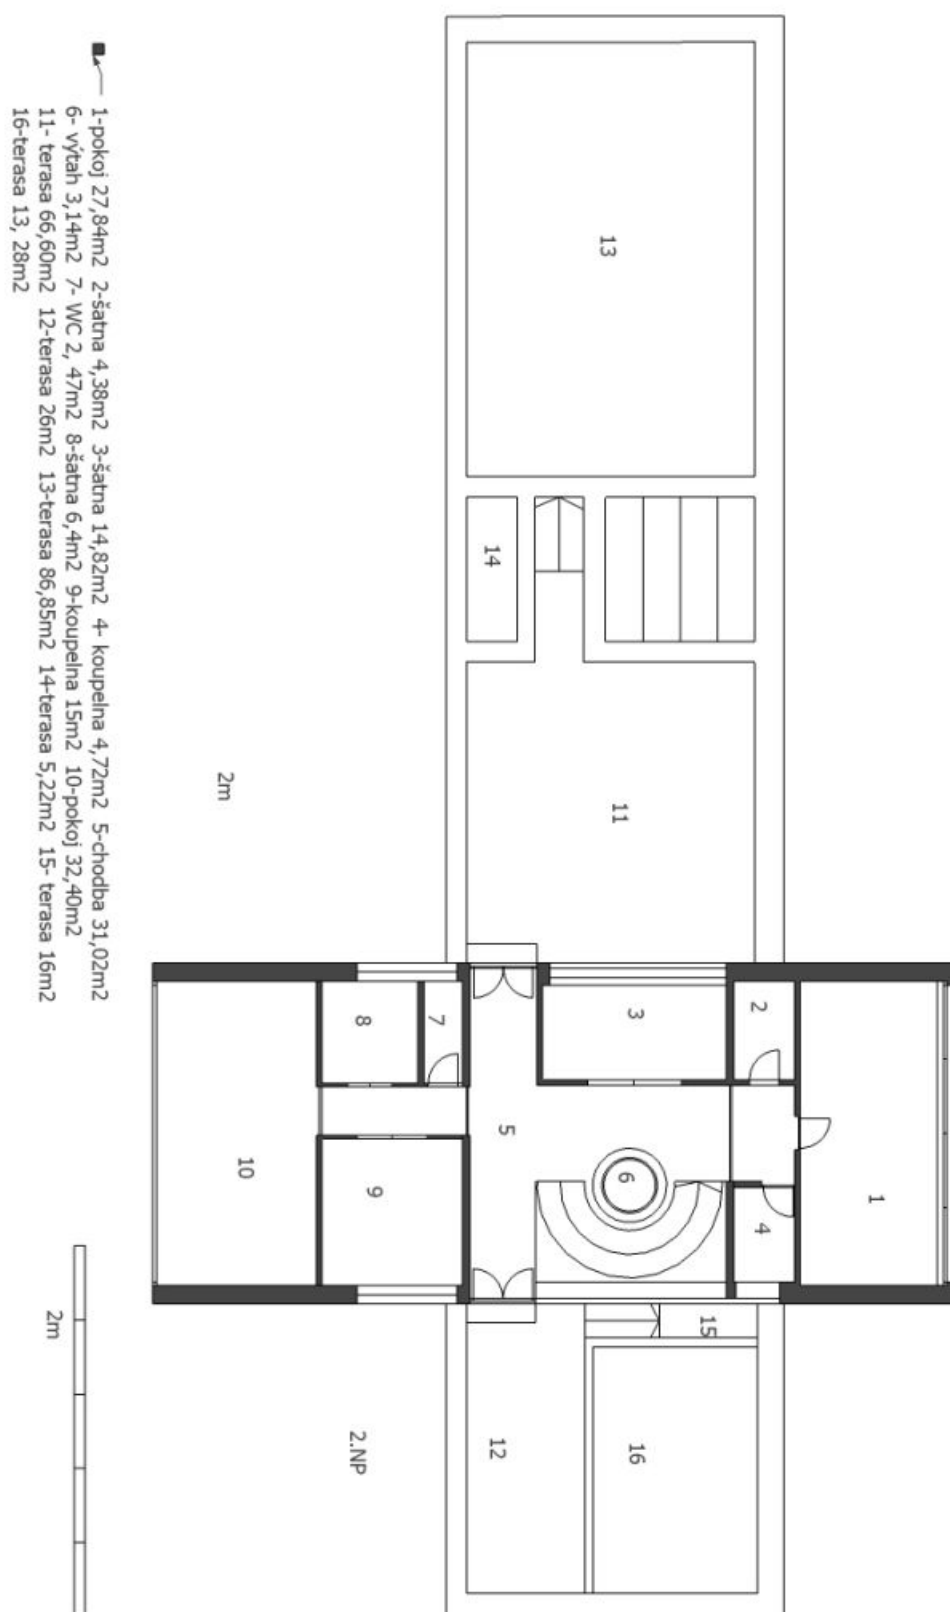 1-pokoj 27,84m2 2-šatna 4,38m2 3-šatna 14,82m2 4- koupelna 4,72m2 5-chodba 31,02m2
6- výtah 3,14m2 7- WC 2, 47m2 8-šatna 6,4m2 9-koupelna 15m2 10-pokoj 32,40m2
11- terasa 66,60m2 12-terasa 26m2 13-terasa 86,85m2 14-terasa 5,22m2 15- terasa 16m2
16-terasa 13, 28m2
13
14
11
2m
2
3
7
8
5
6
1
4
9
10
15
2m
12
16
2.NP